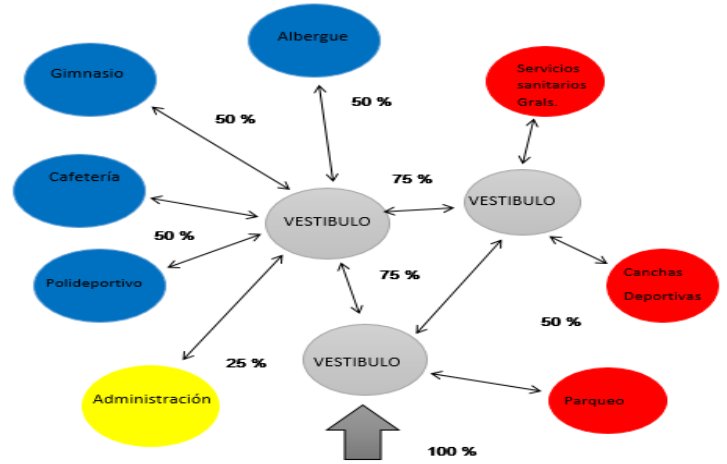 Albergue
Gimnasio
Servicios
sanitarios
Grals.
50 %
50 %
Cafetería
75 %
VESTIBULO
VESTIBULO
50 %
Polideportivo
75 %
Canchas
Deportivas
50 %
25 %
VESTIBULO
Administración
Parqueo
100 %